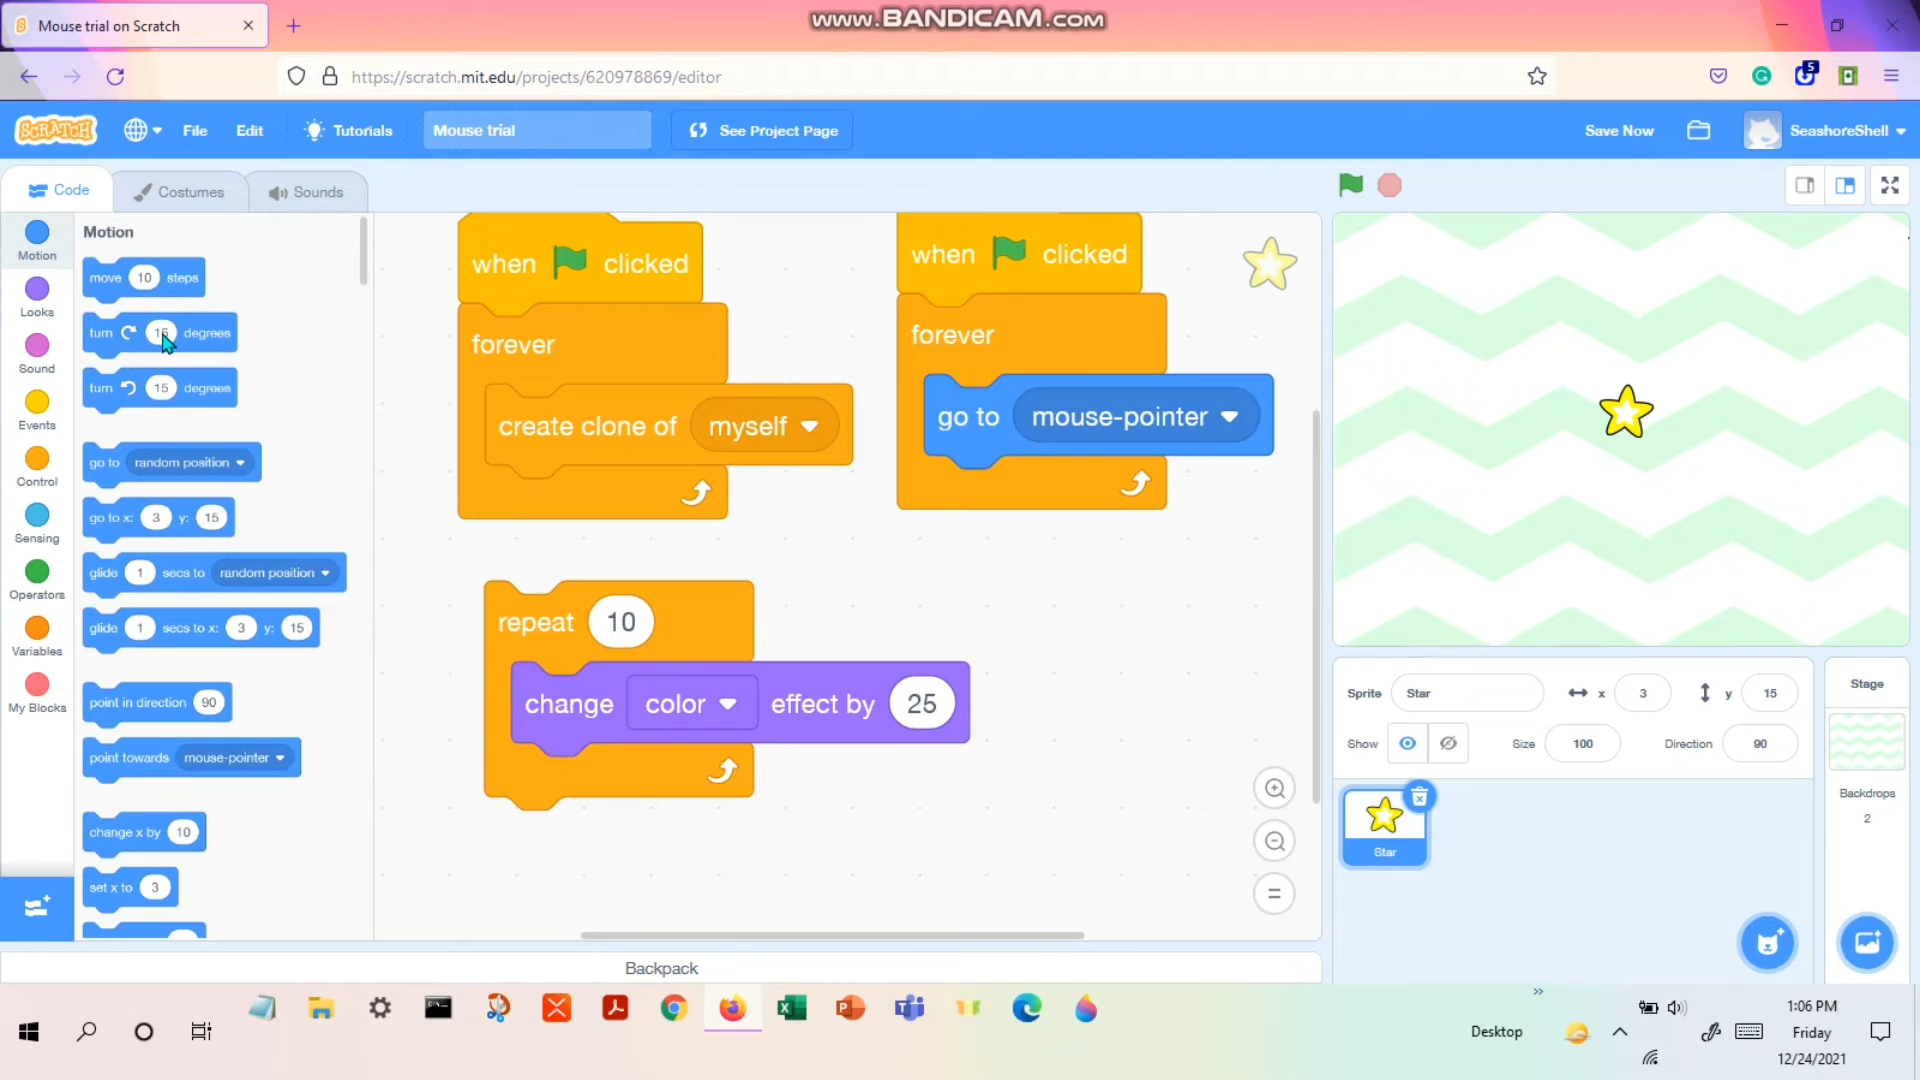 www.BANDICAM.com
Mouse trial on Scratch
https://scratch.mit.edu/projects/620978869/editor
5
SCRATCH
File
Edit
Tutorials
Mouse trial
See Project Page
Save Now
SeashoreShell
Code
Costumes
Sounds
Motion
Looks
Sound
Events
Control
Sensing
Operators
Variables
My Blocks
Motion
move 10 steps
turn 15 degrees
turn 15 degrees
go to random position
go to x: 3 y: 15
glide 1 secs to random position
glide 1 secs to x: 3 y: 15
point in direction 90
point towards mouse-pointer
change x by 10
set x to 3
when clicked
forever
create clone of myself
when clicked
forever
go to mouse-pointer
repeat 10
change color effect by 25
Backpack
Sprite Star x 3 y 15
Show Size 100 Direction 90
Star
Stage
Backdrops
2
Desktop
1:06 PM
Friday
12/24/2021